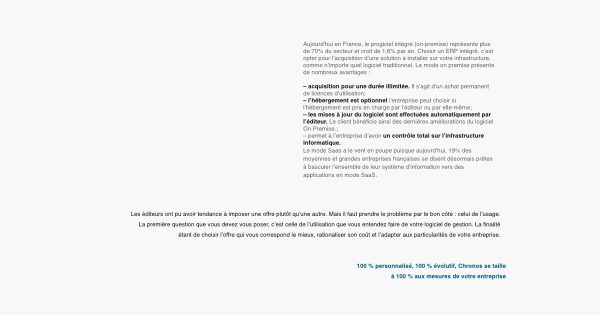 Aujourd'hui en France, le progiciel intégré (on-premise) représente plus
de 70% du secteur et croit de 1,6% par an. Choisir un ERP intégré, c'est
opter pour l'acquisition d'une solution à installer sur votre infrastructure,
comme n'importe quel logiciel traditionnel. Le mode on premise présente
de nombreux avantages :
– acquisition pour une durée illimitée. Il s'agit d'un achat permanent
de licences d'utilisation;
– l'hébergement est optionnel l'entreprise peut choisir si
l'hébergement est pris en charge par l'éditeur ou par elle-même;
– les mises à jour du logiciel sont effectuées automatiquement par
l'éditeur. Le client bénéficie ainsi des dernières améliorations du logiciel
On Premise.;
– permet à l'entreprise d'avoir un contrôle total sur l'infrastructure
informatique.
Le mode Saas a le vent en poupe puisque aujourd'hui, 19% des
moyennes et grandes entreprises françaises se disent désormais prêtes
à basculer l'ensemble de leur système d'information vers des
applications en mode SaaS.
Les éditeurs ont pu avoir tendance à imposer une offre plutôt qu'une autre. Mais il faut prendre le problème par le bon côté : celui de l'usage.
La première question que vous devez vous poser, c'est celle de l'utilisation que vous entendez faire de votre logiciel de gestion. La finalité
étant de choisir l'offre qui vous correspond le mieux, rationaliser son coût et l'adapter aux particularités de votre entreprise.
100 % personnalisé, 100 % évolutif, Chronos se taille
à 100 % aux mesures de votre entreprise